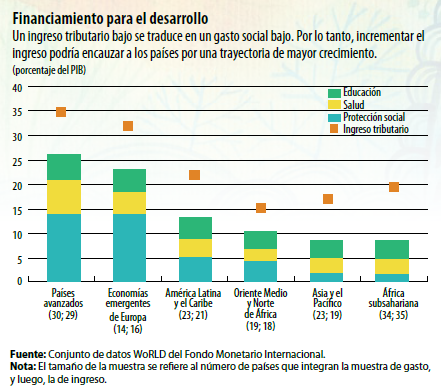 Financiamiento para el desarrollo
Un ingreso tributario bajo se traduce en un gasto social bajo. Por lo tanto, incrementar el
ingreso podría encauzar a los países por una trayectoria de mayor crecimiento.
(porcentaje del PIB)
40
35
30
25
20
15
10
5
0
Educación
Salud
Protección social
Ingreso tributario
Países
avanzados
(30; 29)
Economías
emergentes
de Europa
(14; 16)
América Latina
y el Caribe
(23; 21)
Oriente Medio
y Norte
de África
(19; 18)
Asia y el
Pacífico
(23; 19)
África
subsahariana
(34; 35)
Fuente: Conjunto de datos WoRLD del Fondo Monetario Internacional.
Nota: El tamaño de la muestra se refiere al número de países que integran la muestra de gasto,
y luego, la de ingreso.